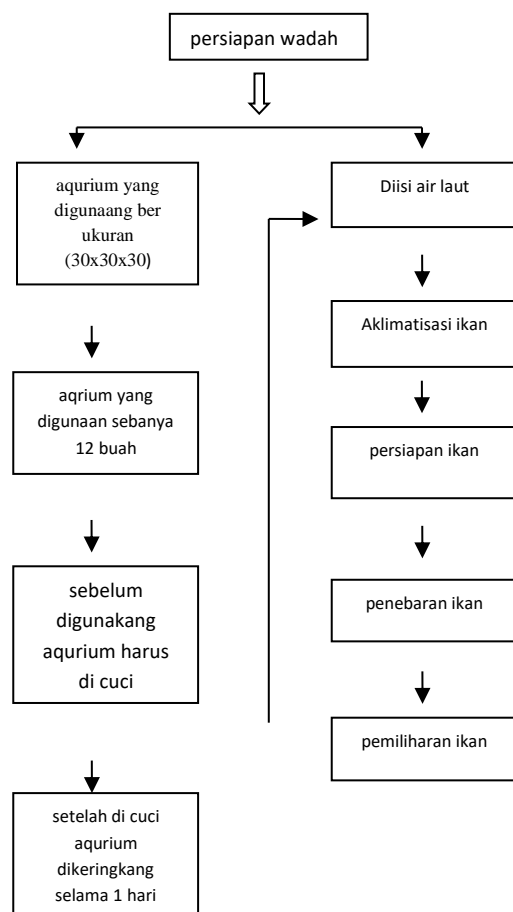 persiapan wadah
aqurium yang
digunaang ber
ukuran
(30x30x30)
aqrium yang
digunaan sebanya
12 buah
sebelum
digunakang
aqurium harus
di cuci
setelah di cuci
aqurium
dikeringkang
selama 1 hari
Diisi air laut
Aklimatisasi ikan
persiapan ikan
penebaran ikan
pemiliharan ikan